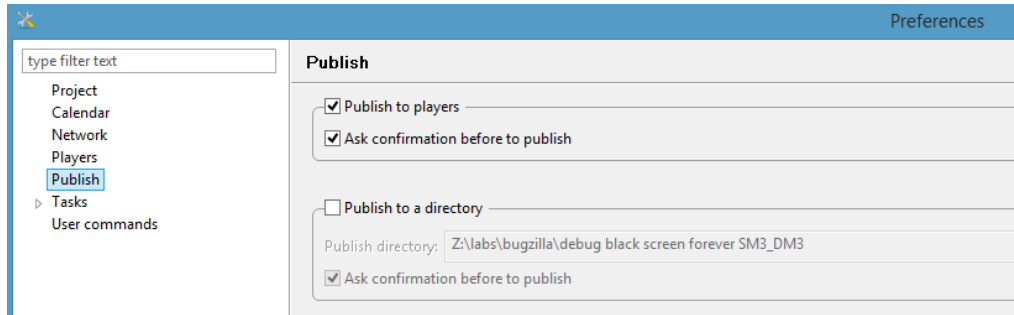 Preferences
type filter text
Project
Calendar
Network
Players
Publish
Tasks
User commands
Publish
Publish to players
Ask confirmation before to publish
Publish to a directory
Publish directory: Z:\labs\bugzilla\debug black screen forever SM3_DM3
Ask confirmation before to publish